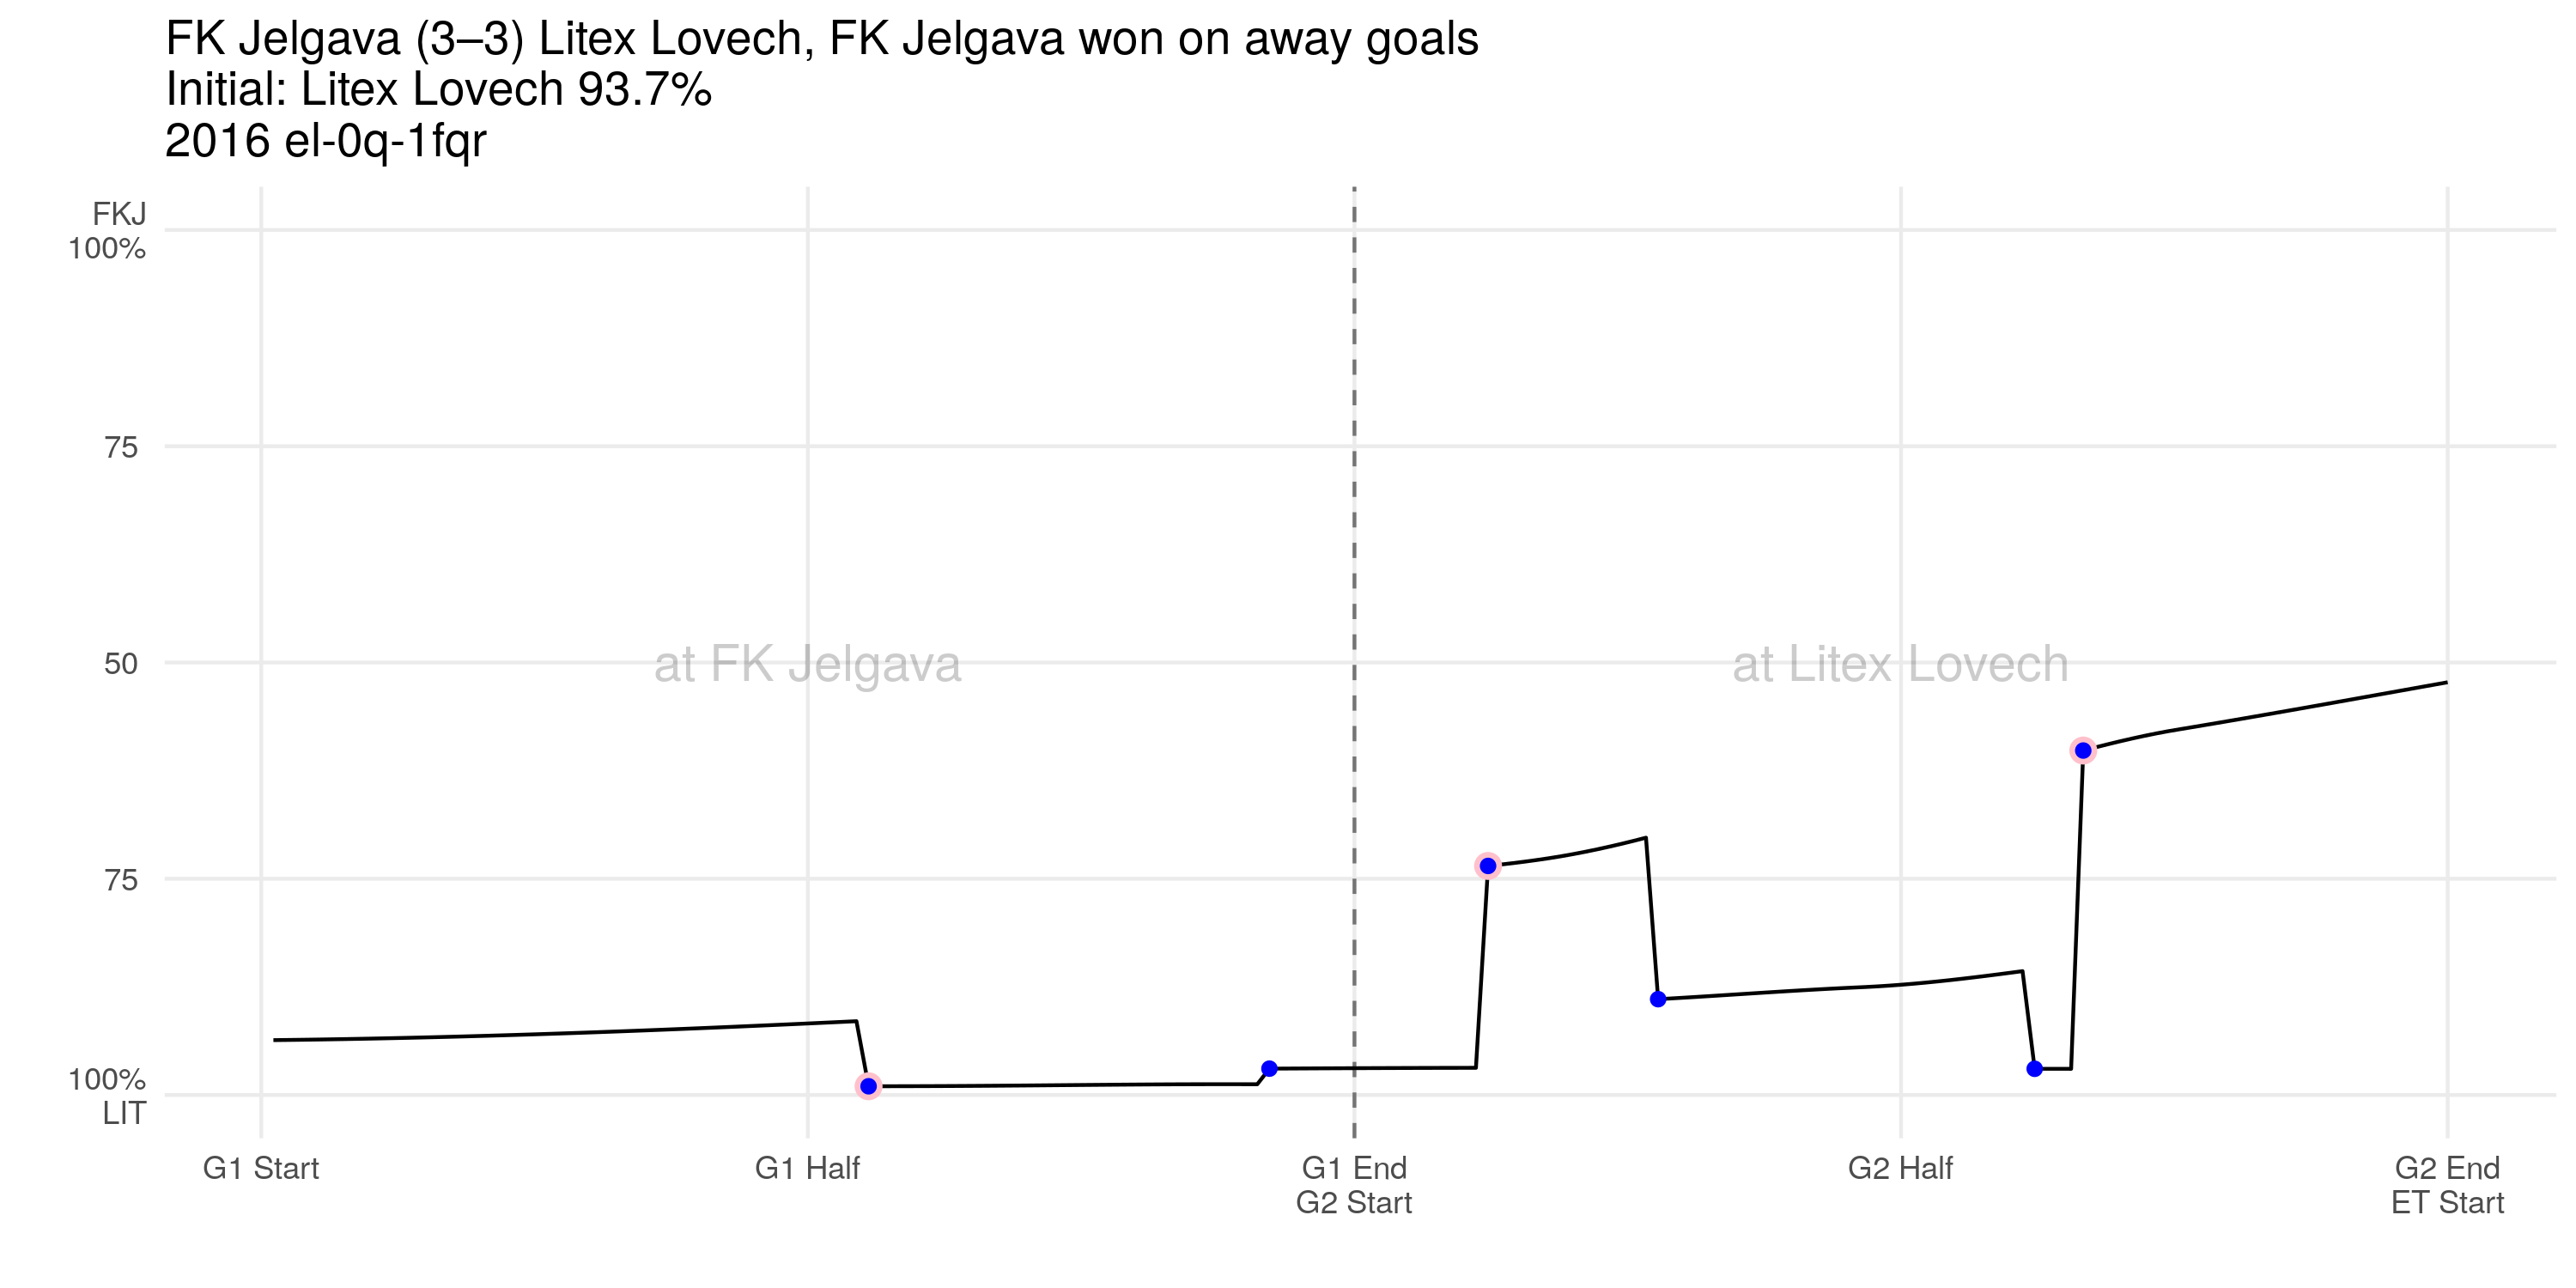 FK Jelgava (3–3) Litex Lovech, FK Jelgava won on away goals
Initial: Litex Lovech 93.7%
2016 el-0q-1fqr
FKJ
100%
75
50
75
100%
LIT
at FK Jelgava
at Litex Lovech
G1 Start
G1 Half
G1 End
G2 Start
G2 Half
G2 End
ET Start